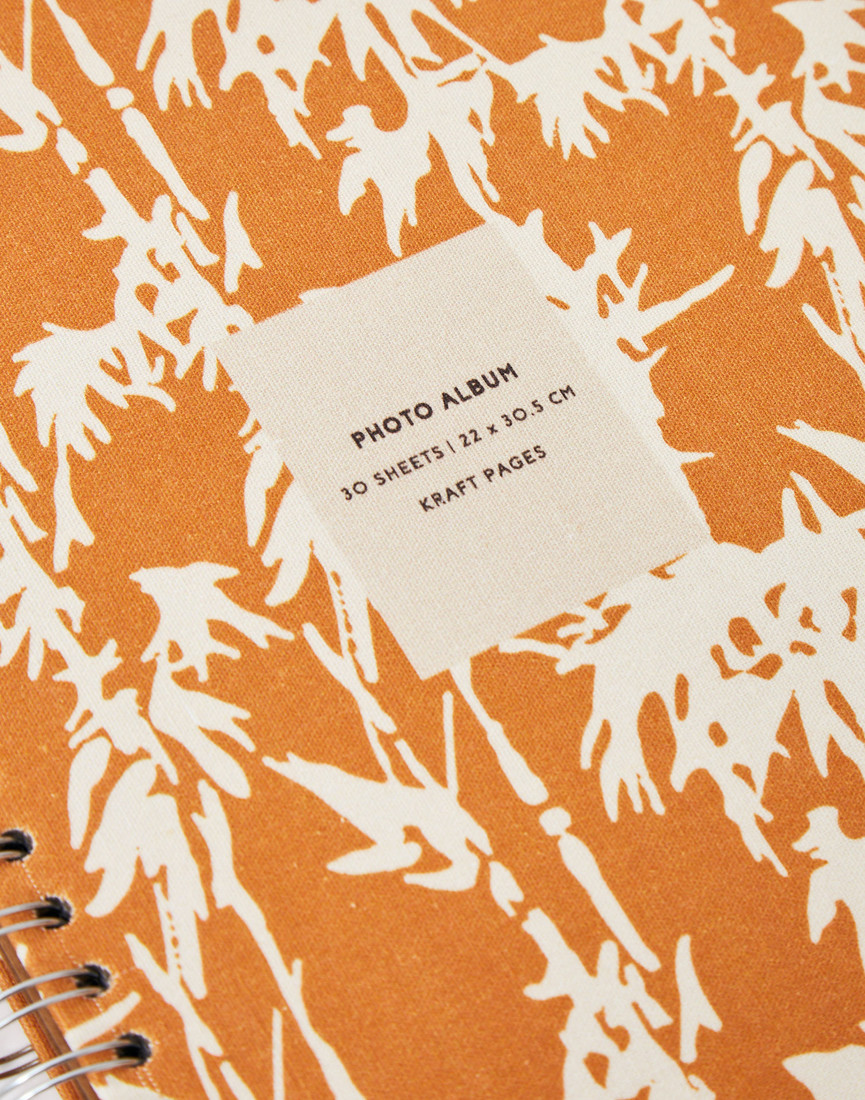 PHOTO ALBUM
30 SHEETS | 22 x 30.5 CM
KRAFT PAGES